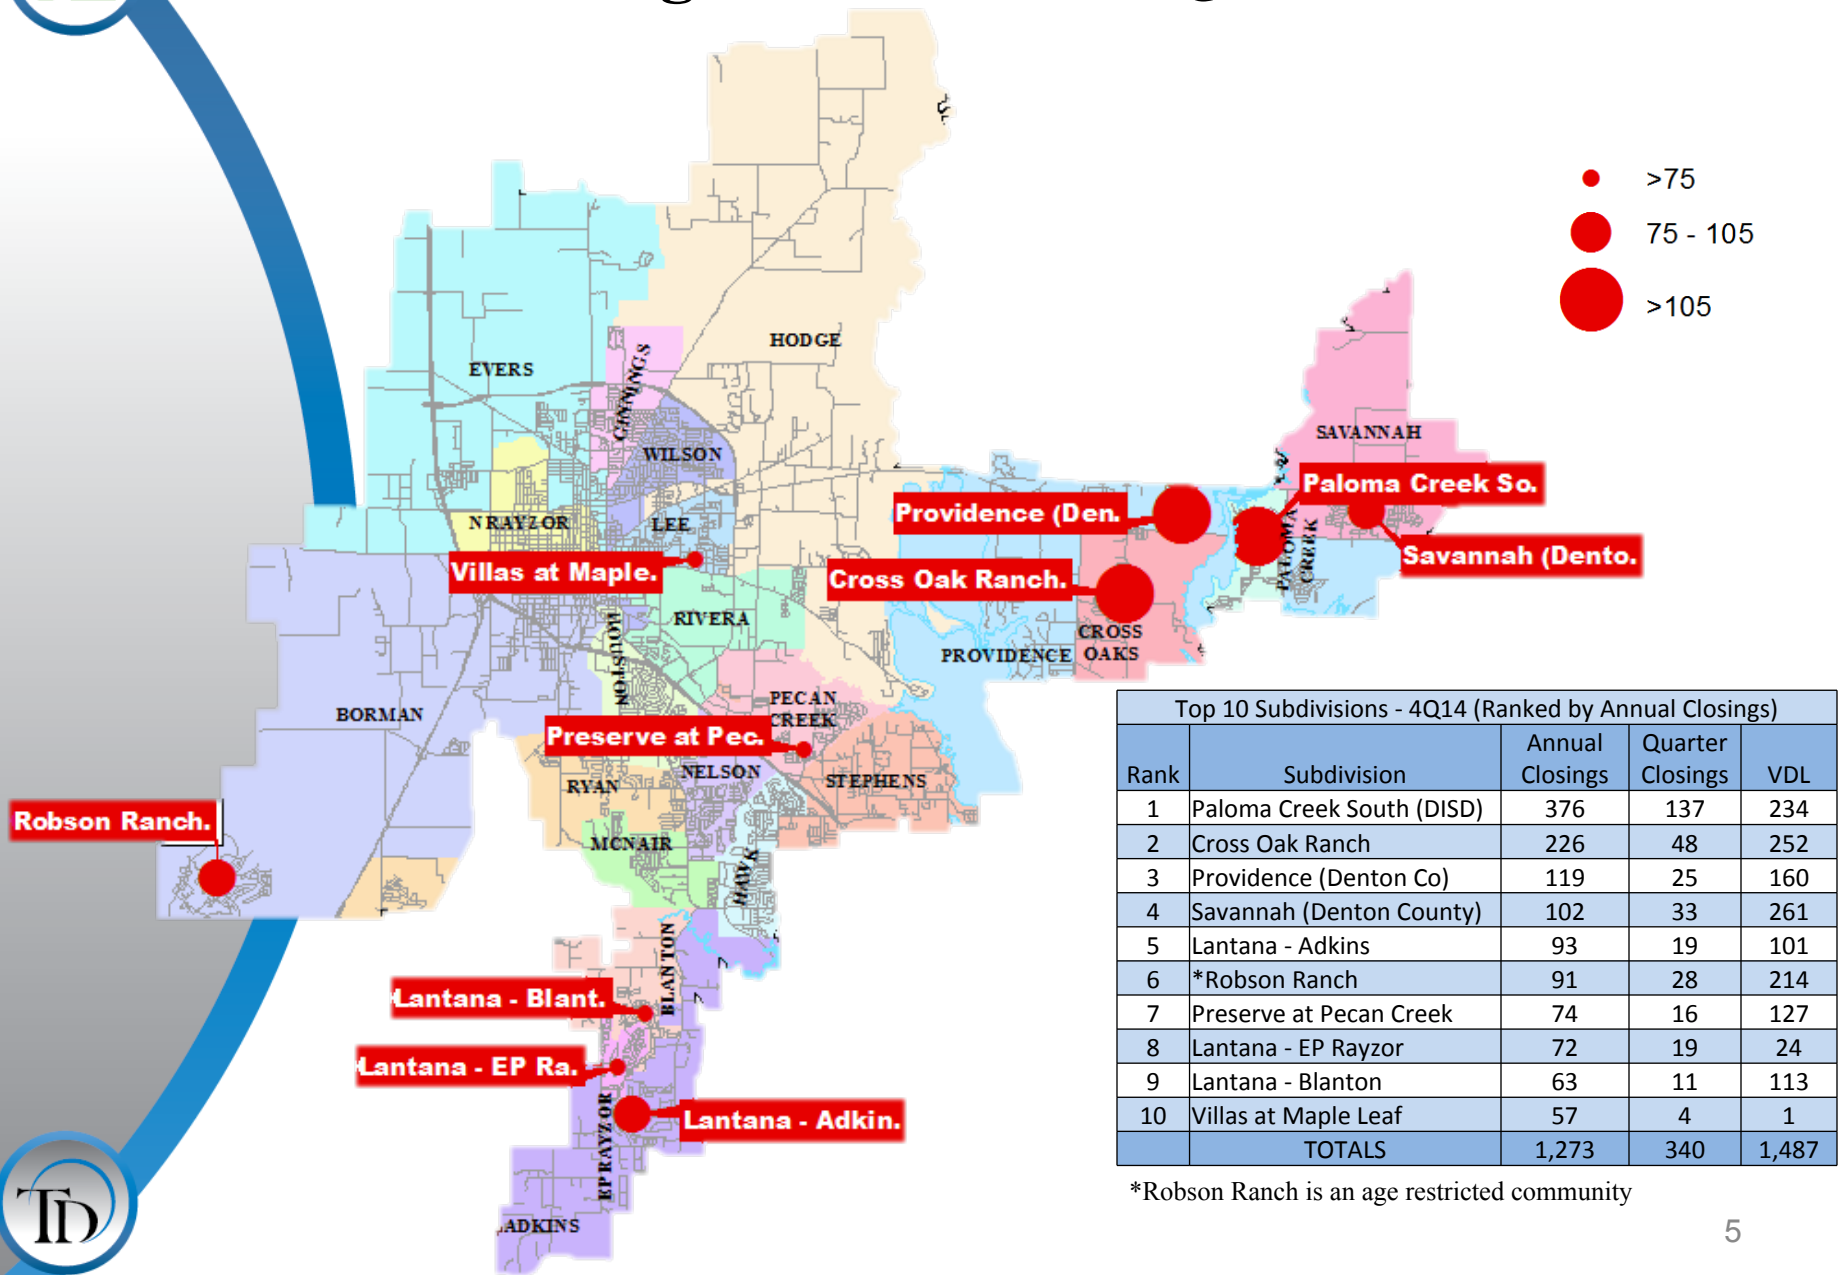 >75
75 - 105
>105
HODGE
EVERS
GINNINGS
SAVANNAH
WILSON
Paloma Creek So.
Providence (Den.
N RAYZOR
LEE
PALOMA
CREEK
Savannah (Dento.
Villas at Maple.
Cross Oak Ranch.
RIVERA
HOUSTON
CROSS
OAKS
PROVIDENCE
PECAN
CREEK
BORMAN
Preserve at Pec.
NELSON
RYAN
STEPHENS
Robson Ranch.
MCNAIR
HAWK
BLANTON
Lantana - Blant.
Lantana - EP Ra.
Lantana - Adkin.
EP RAYZOR
ADKINS
Top 10 Subdivisions - 4Q14 (Ranked by Annual Closings)
Rank Subdivision Annual Closings Quarter Closings VDL
1 Paloma Creek South (DISD) 376 137 234
2 Cross Oak Ranch 226 48 252
3 Providence (Denton Co) 119 25 160
4 Savannah (Denton County) 102 33 261
5 Lantana - Adkins 93 19 101
6 *Robson Ranch 91 28 214
7 Preserve at Pecan Creek 74 16 127
8 Lantana - EP Rayzor 72 19 24
9 Lantana - Blanton 63 11 113
10 Villas at Maple Leaf 57 4 1
TOTALS 1,273 340 1,487
*Robson Ranch is an age restricted community
TD
5